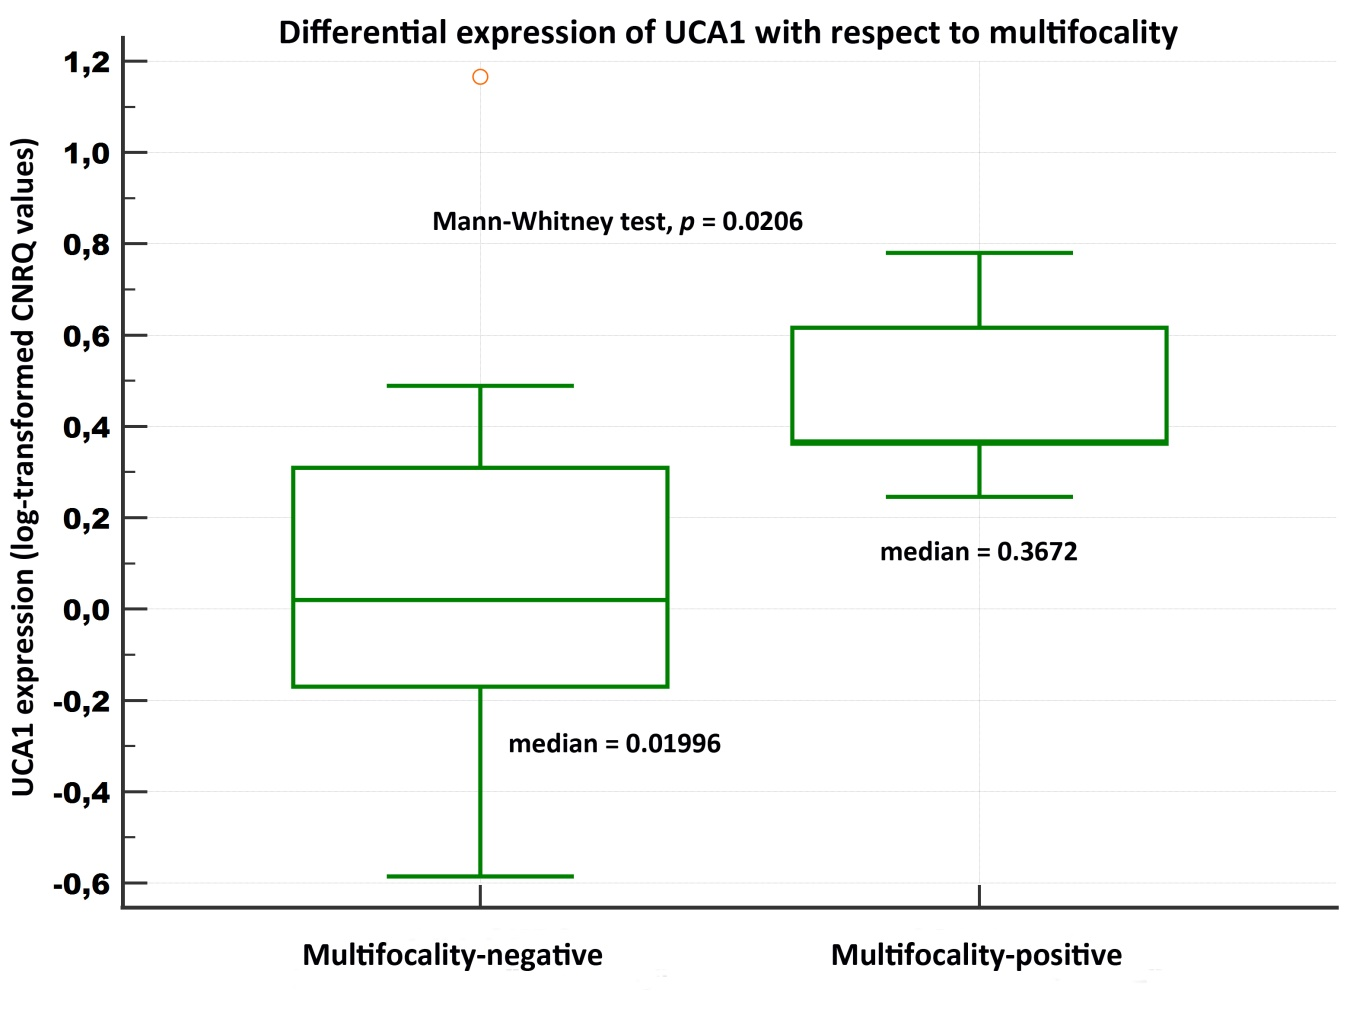 Differential expression of UCA1 with respect to multifocality
UCA1 expression (log-transformed CNRQ values)
1,2
1,0
0,8
0,6
0,4
0,2
0,0
-0,2
-0,4
-0,6
Mann-Whitney test, p = 0.0206
median = 0.3672
median = 0.01996
Multifocality-negative
Multifocality-positive